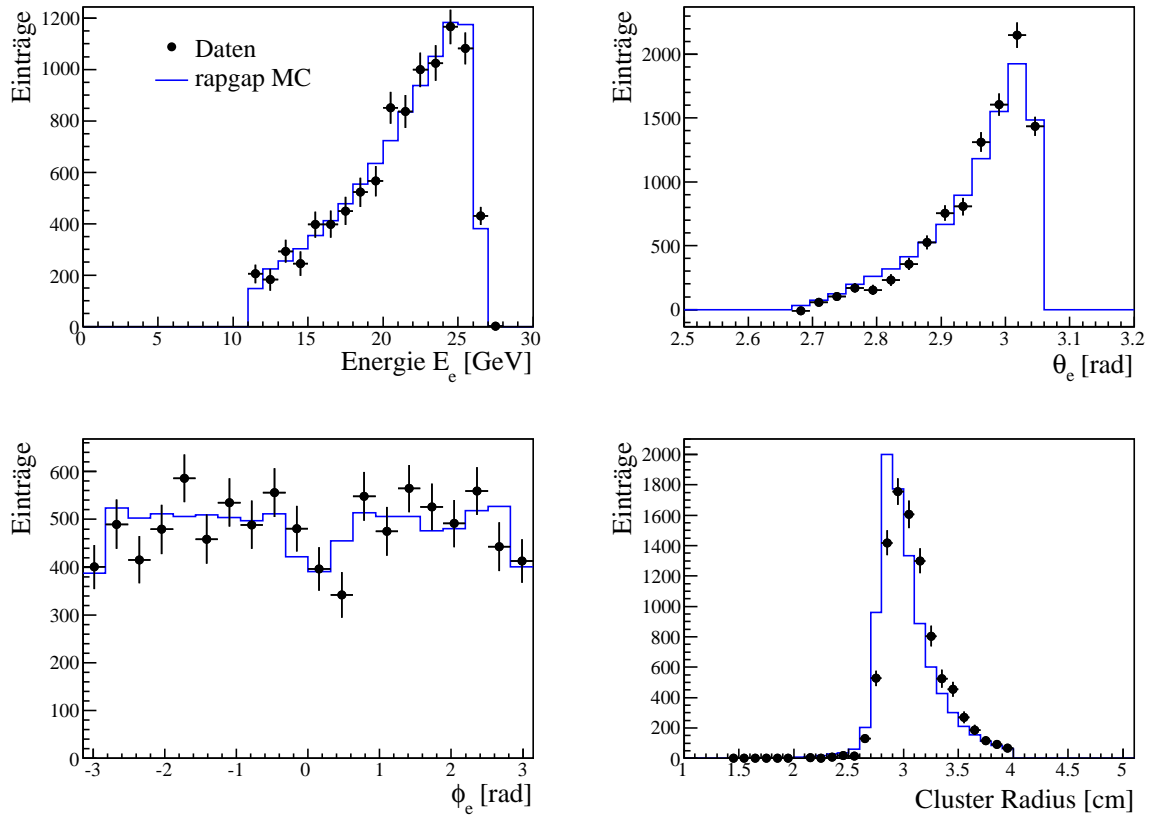 Einträge
1200
1000
800
600
400
200
0
Daten
rapgap MC
0 5 10 15 20 25 30
Energie E_e [GeV]
Einträge
2000
1500
1000
500
0
2.5 2.6 2.7 2.8 2.9 3 3.1 3.2
θ_e [rad]
Einträge
600
500
400
300
200
100
0
-3 -2 -1 0 1 2 3
ϕ_e [rad]
Einträge
2000
1800
1600
1400
1200
1000
800
600
400
200
0
1 1.5 2 2.5 3 3.5 4 4.5 5
Cluster Radius [cm]